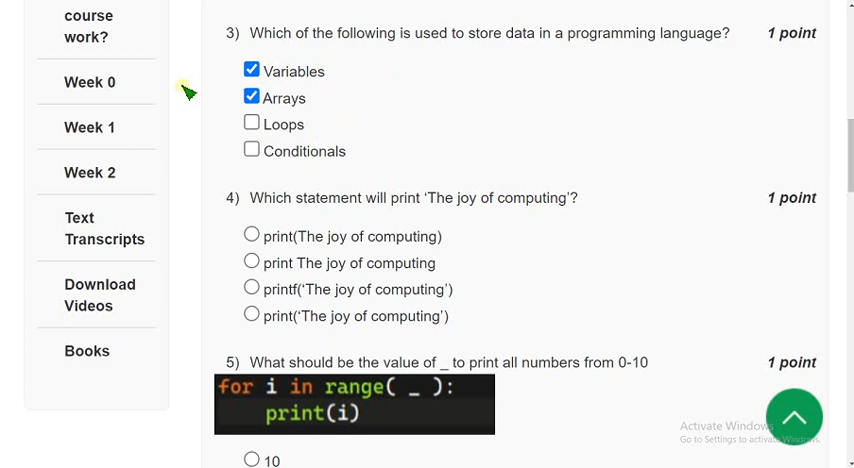 course
work?
Week 0
Week 1
Week 2
Text
Transcripts
Download
Videos
Books
3) Which of the following is used to store data in a programming language? 1 point
Variables
Arrays
Loops
Conditionals
4) Which statement will print ‘The joy of computing’? 1 point
print(The joy of computing)
print The joy of computing
printf(‘The joy of computing’)
print(‘The joy of computing’)
5) What should be the value of _ to print all numbers from 0-10 1 point
for i in range( _ ):
print(i)
10
Activate Windows
Go to Settings to activate Windows.